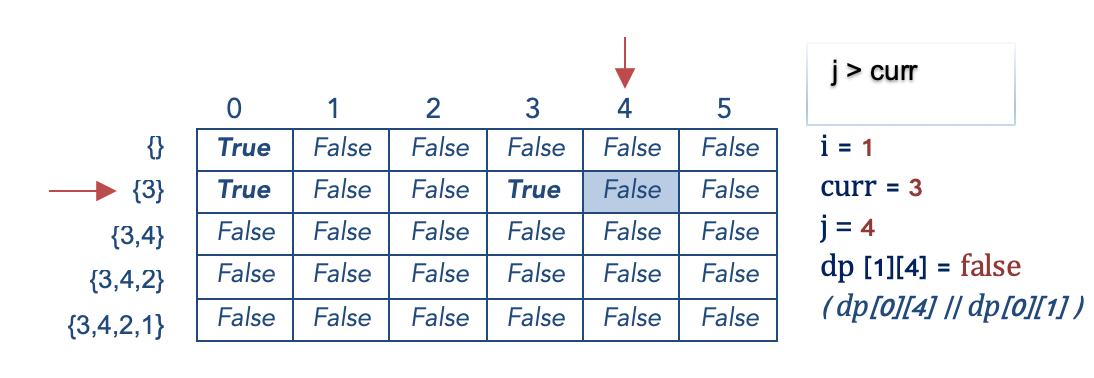 j > curr
0 1 2 3 4 5
{} True False False False False False
{3} True False False True False False
{3,4} False False False False False False
{3,4,2} False False False False False False
{3,4,2,1} False False False False False False
i = 1
curr = 3
j = 4
dp [1][4] = false
( dp[0][4] // dp[0][1] )